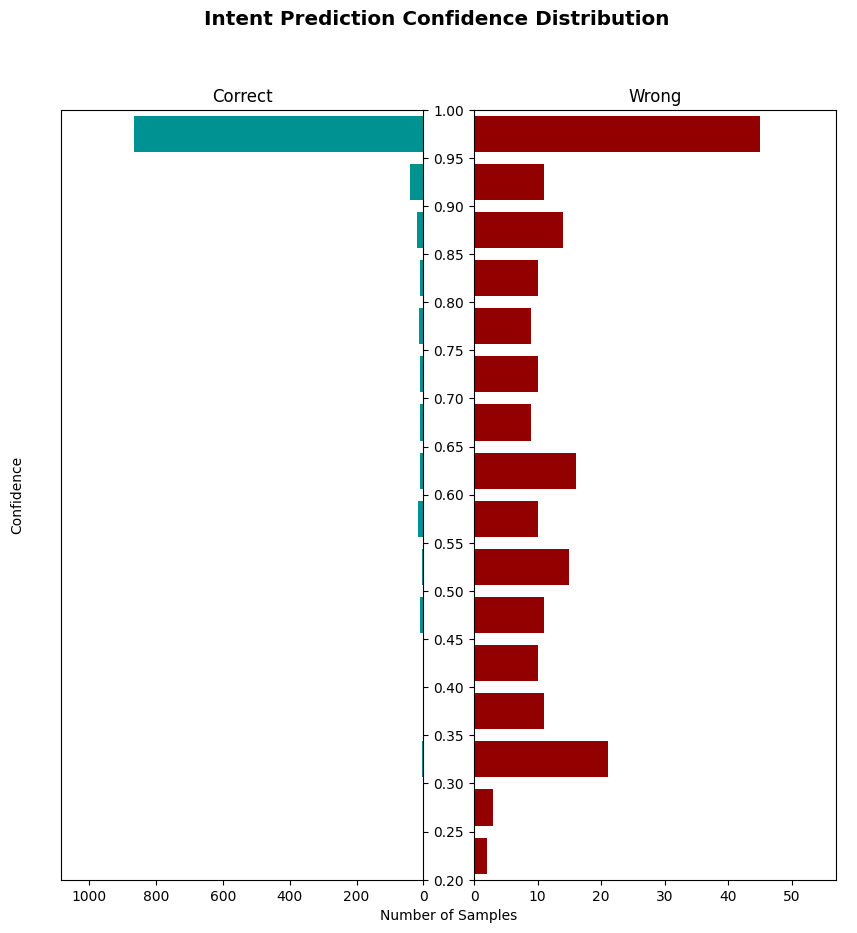 Intent Prediction Confidence Distribution
Correct
Wrong
Confidence
1.00
0.95
0.90
0.85
0.80
0.75
0.70
0.65
0.60
0.55
0.50
0.45
0.40
0.35
0.30
0.25
0.20
1000 800 600 400 200 0
0 10 20 30 40 50
Number of Samples